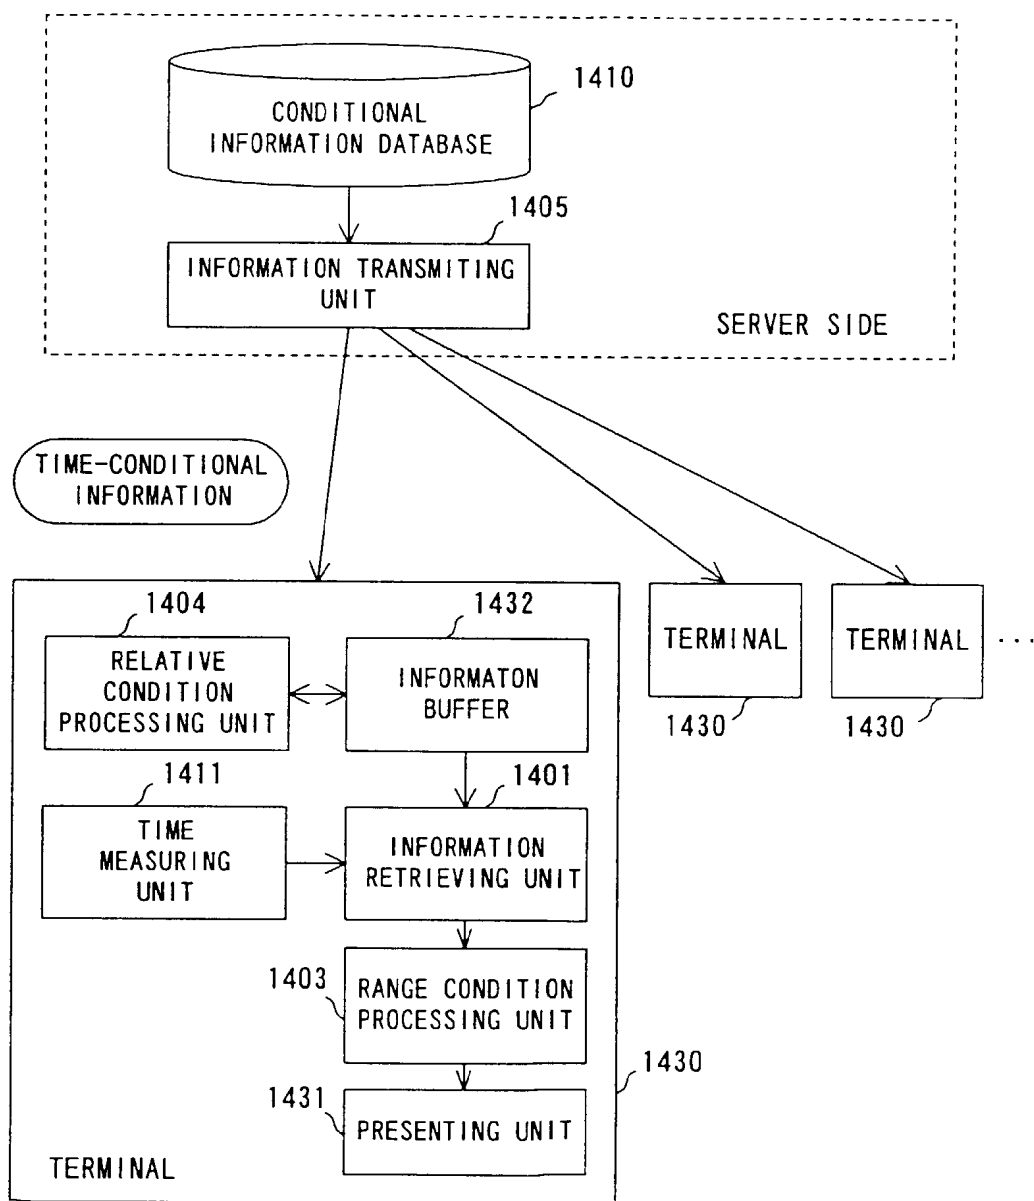 1410
CONDITIONAL
INFORMATION DATABASE
1405
INFORMATION TRANSMITING
UNIT
SERVER SIDE
TIME-CONDITIONAL
INFORMATION
1404
RELATIVE
CONDITION
PROCESSING UNIT
1432
INFORMATON
BUFFER
TERMINAL
1430
TERMINAL
1430
...
1411
TIME
MEASURING
UNIT
1401
INFORMATION
RETRIEVING UNIT
1403
RANGE CONDITION
PROCESSING UNIT
1430
1431
PRESENTING UNIT
TERMINAL